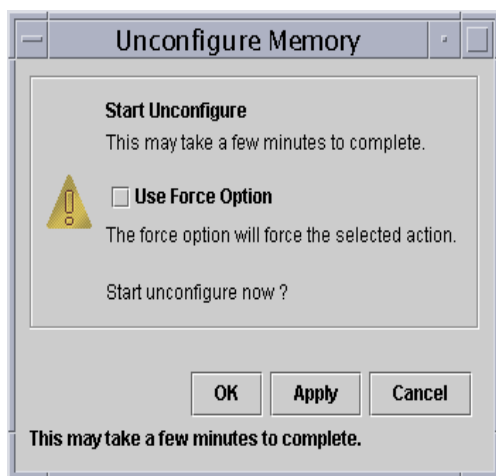 Unconfigure Memory
Start Unconfigure
This may take a few minutes to complete.
Use Force Option
The force option will force the selected action.
Start unconfigure now ?
OK Apply Cancel
This may take a few minutes to complete.